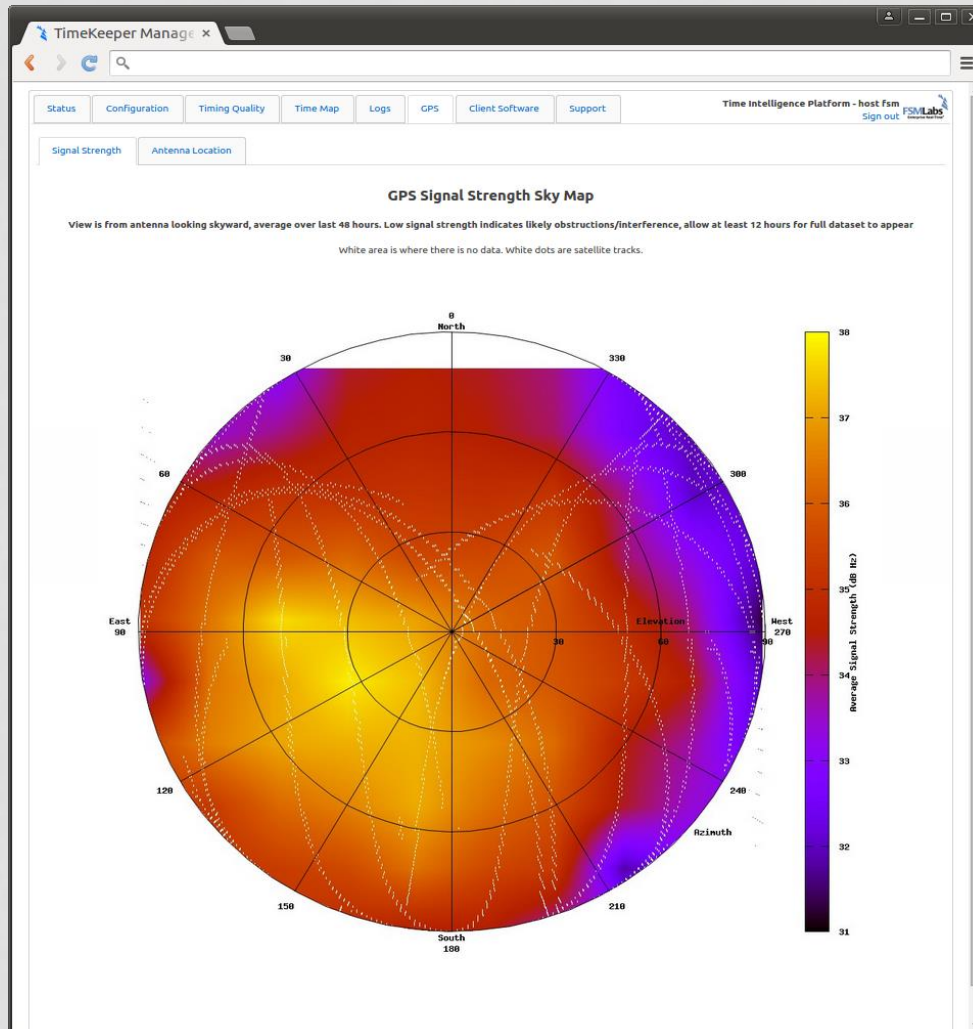 TimeKeeper Manage
Status Configuration Timing Quality Time Map Logs GPS Client Software Support
Time Intelligence Platform - host fsm
Sign out
FSMLabs
Signal Strength Antenna Location
GPS Signal Strength Sky Map
View is from antenna looking skyward, average over last 48 hours. Low signal strength indicates likely obstructions/interference, allow at least 12 hours for full dataset to appear
White area is where there is no data. White dots are satellite tracks.
0
North
30
330
60
300
East
90
Elevation
30
60
90
West
270
120
240
Azimuth
150
210
South
180
38
37
36
35
34
33
32
31
Average Signal Strength (dB Hz)